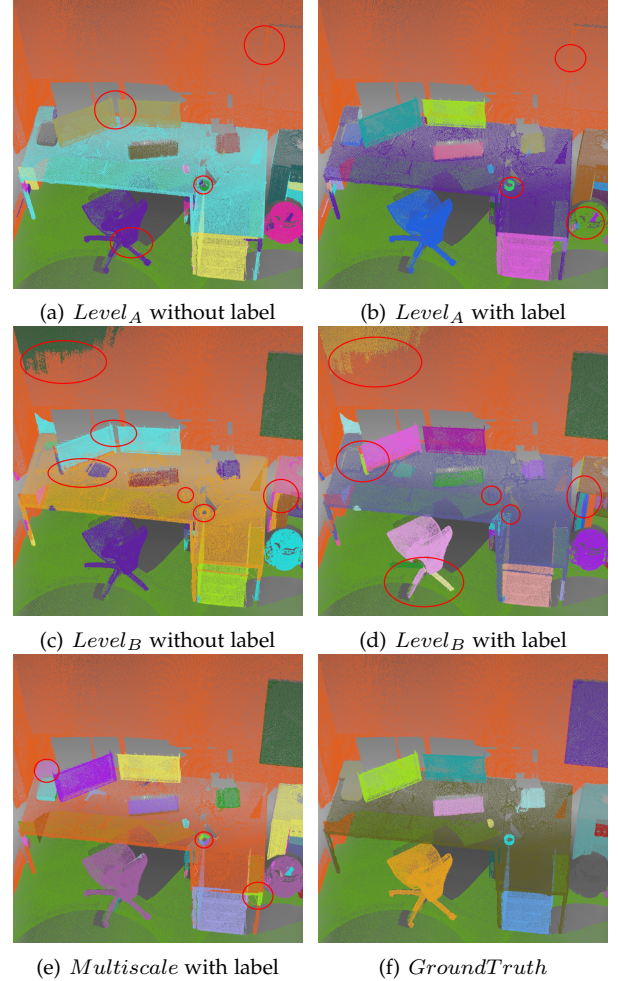 (a) Level_A without label
(b) Level_A with label
(c) Level_B without label
(d) Level_B with label
(e) Multiscale with label
(f) GroundTruth